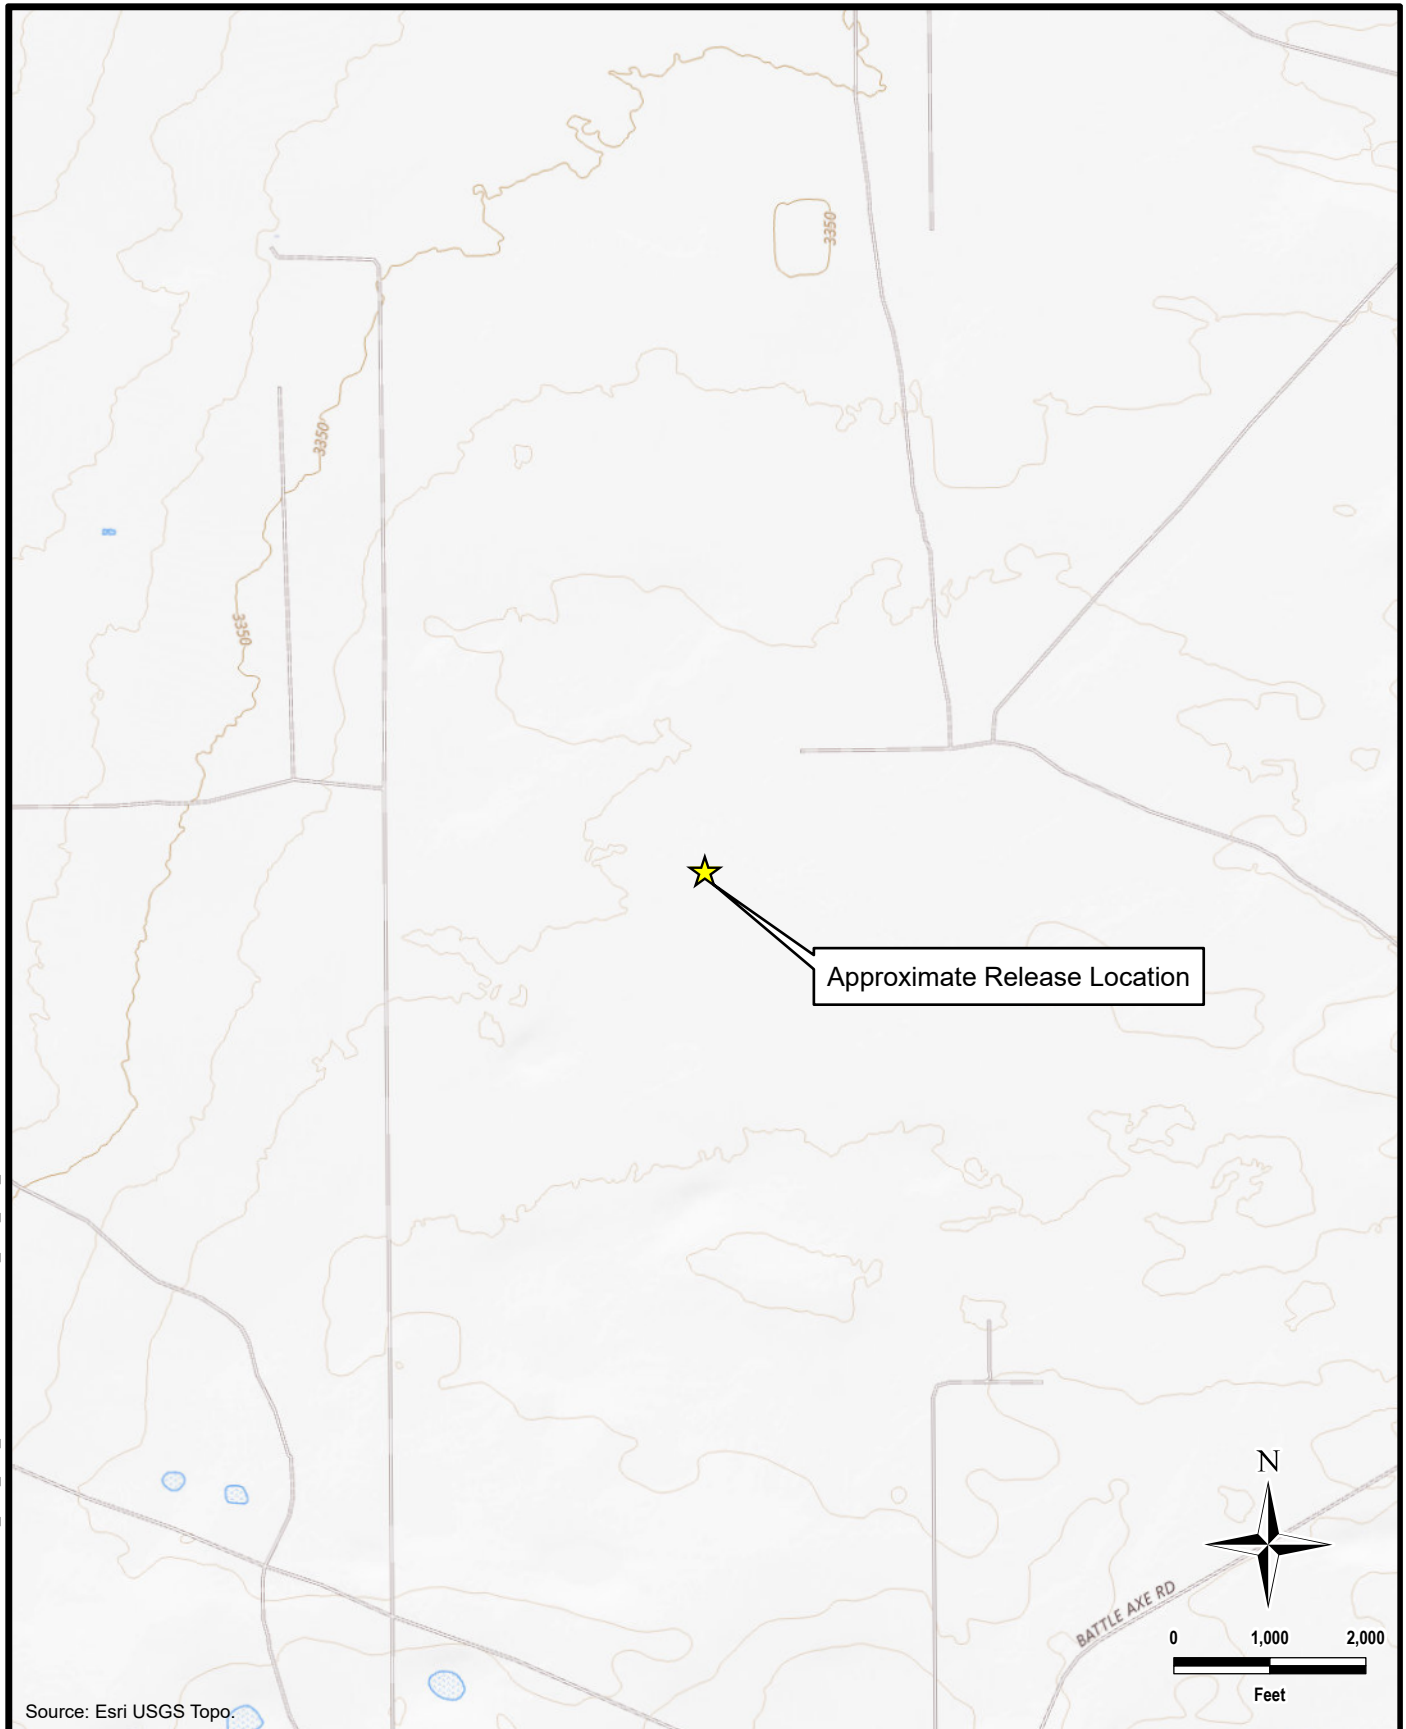 3350
3350
3350
Approximate Release Location
N
BATTLE AXE RD
0 1,000 2,000
Feet
Source: Esri USGS Topo.